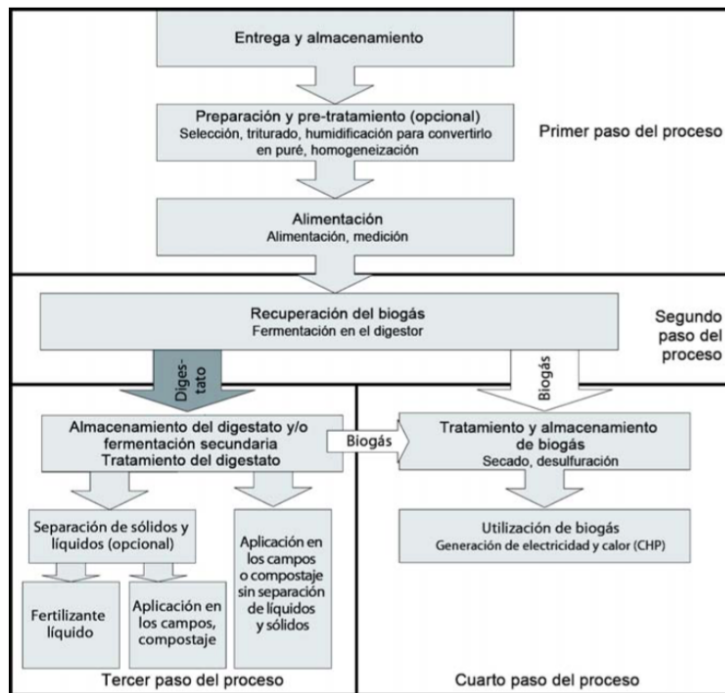 Entrega y almacenamiento
Preparación y pre-tratamiento (opcional)
Selección, triturado, humidificación para convertirlo
en puré, homogeneización
Primer paso del proceso
Alimentación
Alimentación, medición
Recuperación del biogás
Fermentación en el digestor
Segundo
paso del
proceso
Diges-
tato
Biogás
Almacenamiento del digestato y/o
fermentación secundaria
Tratamiento del digestato
Biogás
Tratamiento y almacenamiento
de biogás
Secado, desulfuración
Separación de sólidos y
líquidos (opcional)
Aplicación en
los campos
o compostaje
sin separación
de líquidos
y sólidos
Utilización de biogás
Generación de electricidad y calor (CHP)
Fertilizante
líquido
Aplicación en
los campos,
compostaje
Tercer paso del proceso
Cuarto paso del proceso